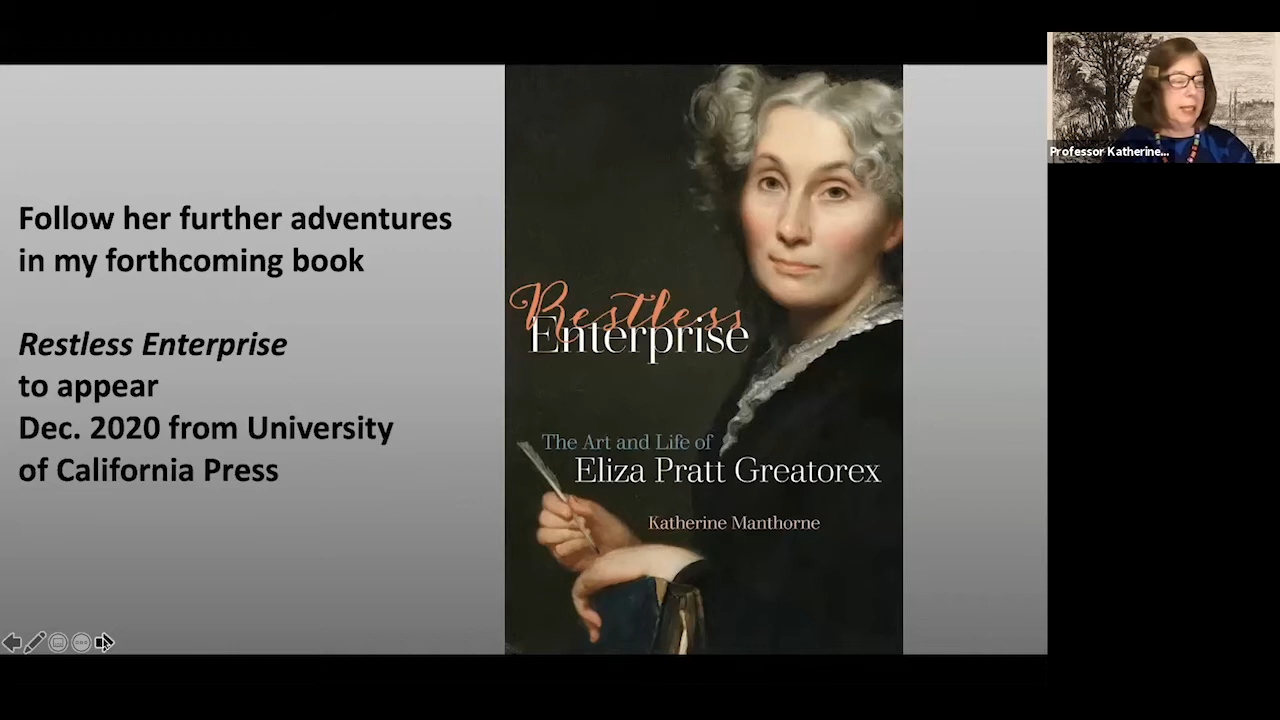 Follow her further adventures
in my forthcoming book
Restless Enterprise
to appear
Dec. 2020 from University
of California Press
Restless
Enterprise
The Art and Life of
Eliza Pratt Greatorex
Katherine Manthorne
Professor Katherine...